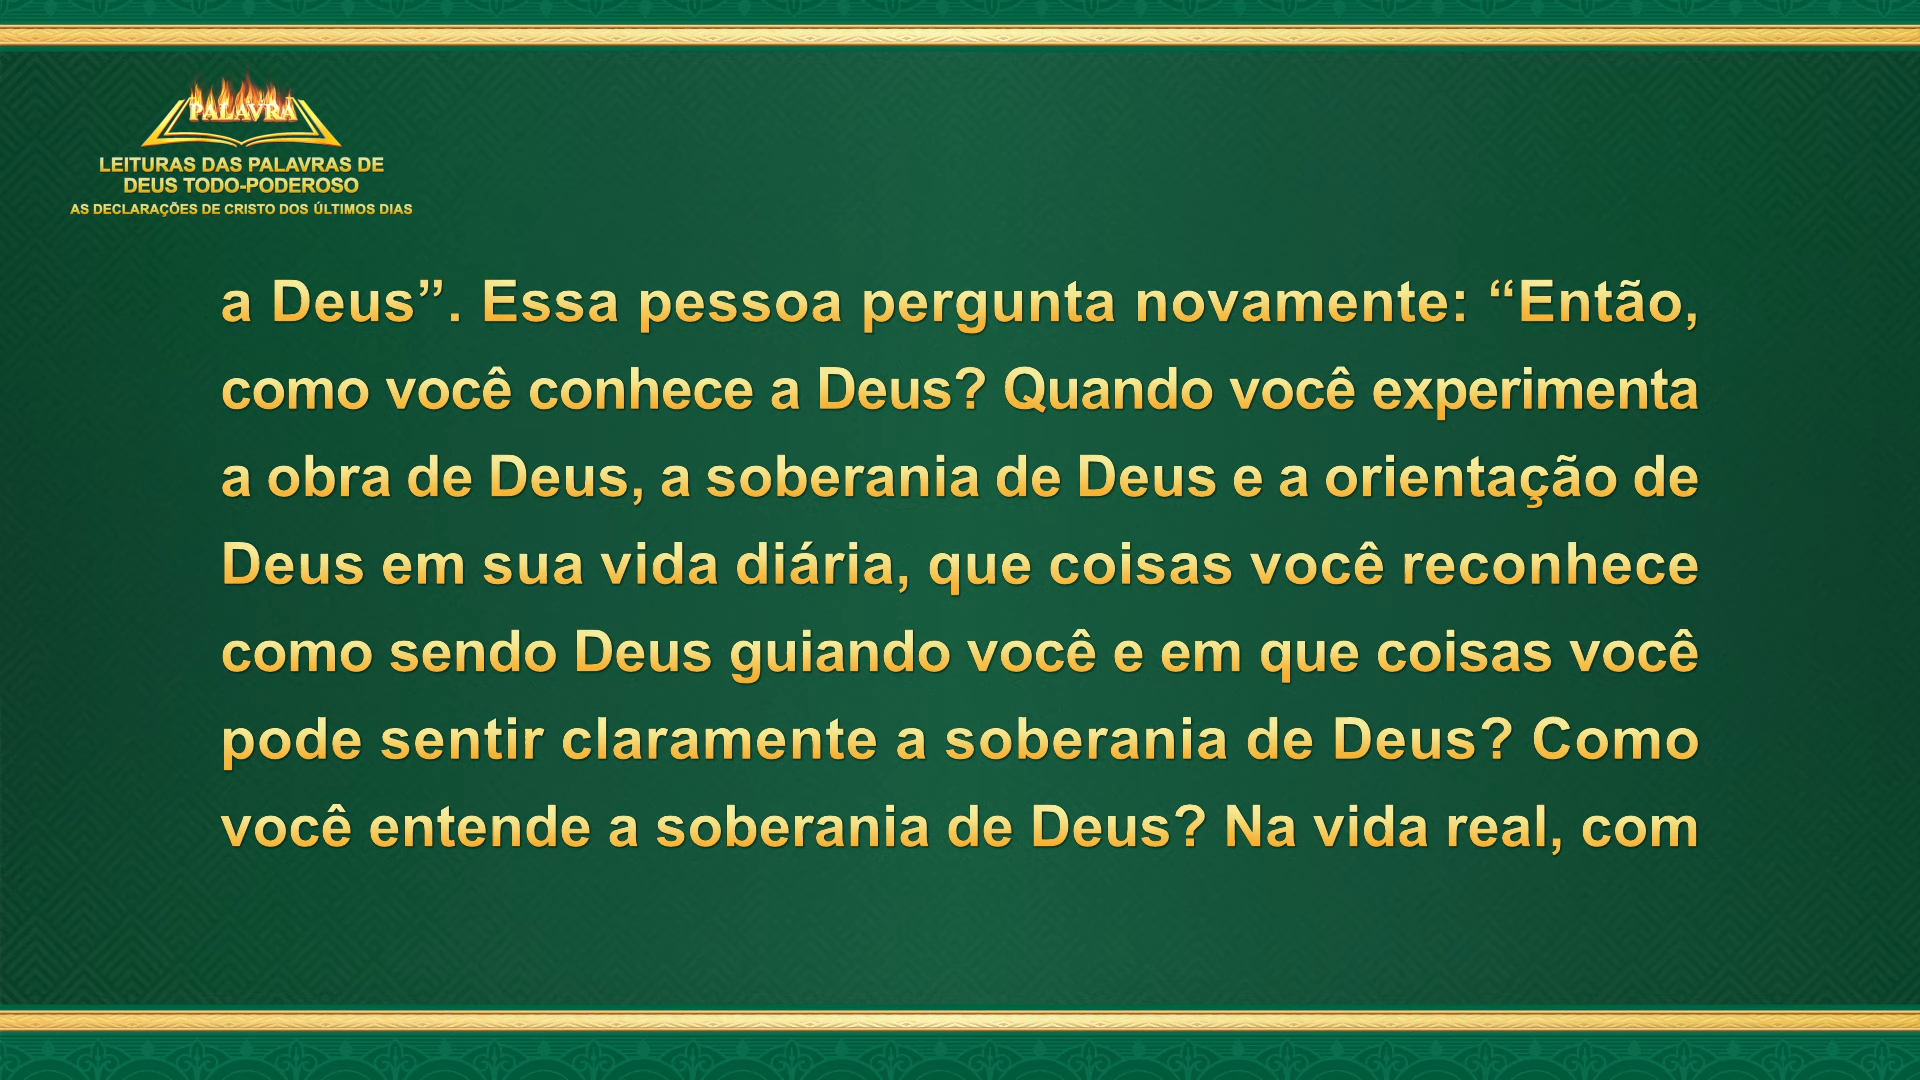 PALAVRA
LEITURAS DAS PALAVRAS DE
DEUS TODO-PODEROSO
AS DECLARAÇÕES DE CRISTO DOS ÚLTIMOS DIAS
a Deus”. Essa pessoa pergunta novamente: “Então,
como você conhece a Deus? Quando você experimenta
a obra de Deus, a soberania de Deus e a orientação de
Deus em sua vida diária, que coisas você reconhece
como sendo Deus guiando você e em que coisas você
pode sentir claramente a soberania de Deus? Como
você entende a soberania de Deus? Na vida real, com